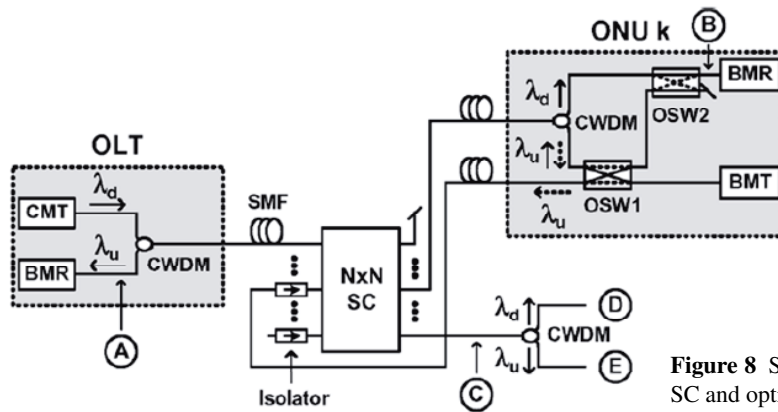 ONU k
B
BMR
λd
CWDM
OSW2
λu
OSW1
BMT
λu
OLT
CMT
λd
λu
BMR
CWDM
A
SMF
NxN
SC
Isolator
C
λd
D
CWDM
λu
E
Figure 8 S
SC and opti